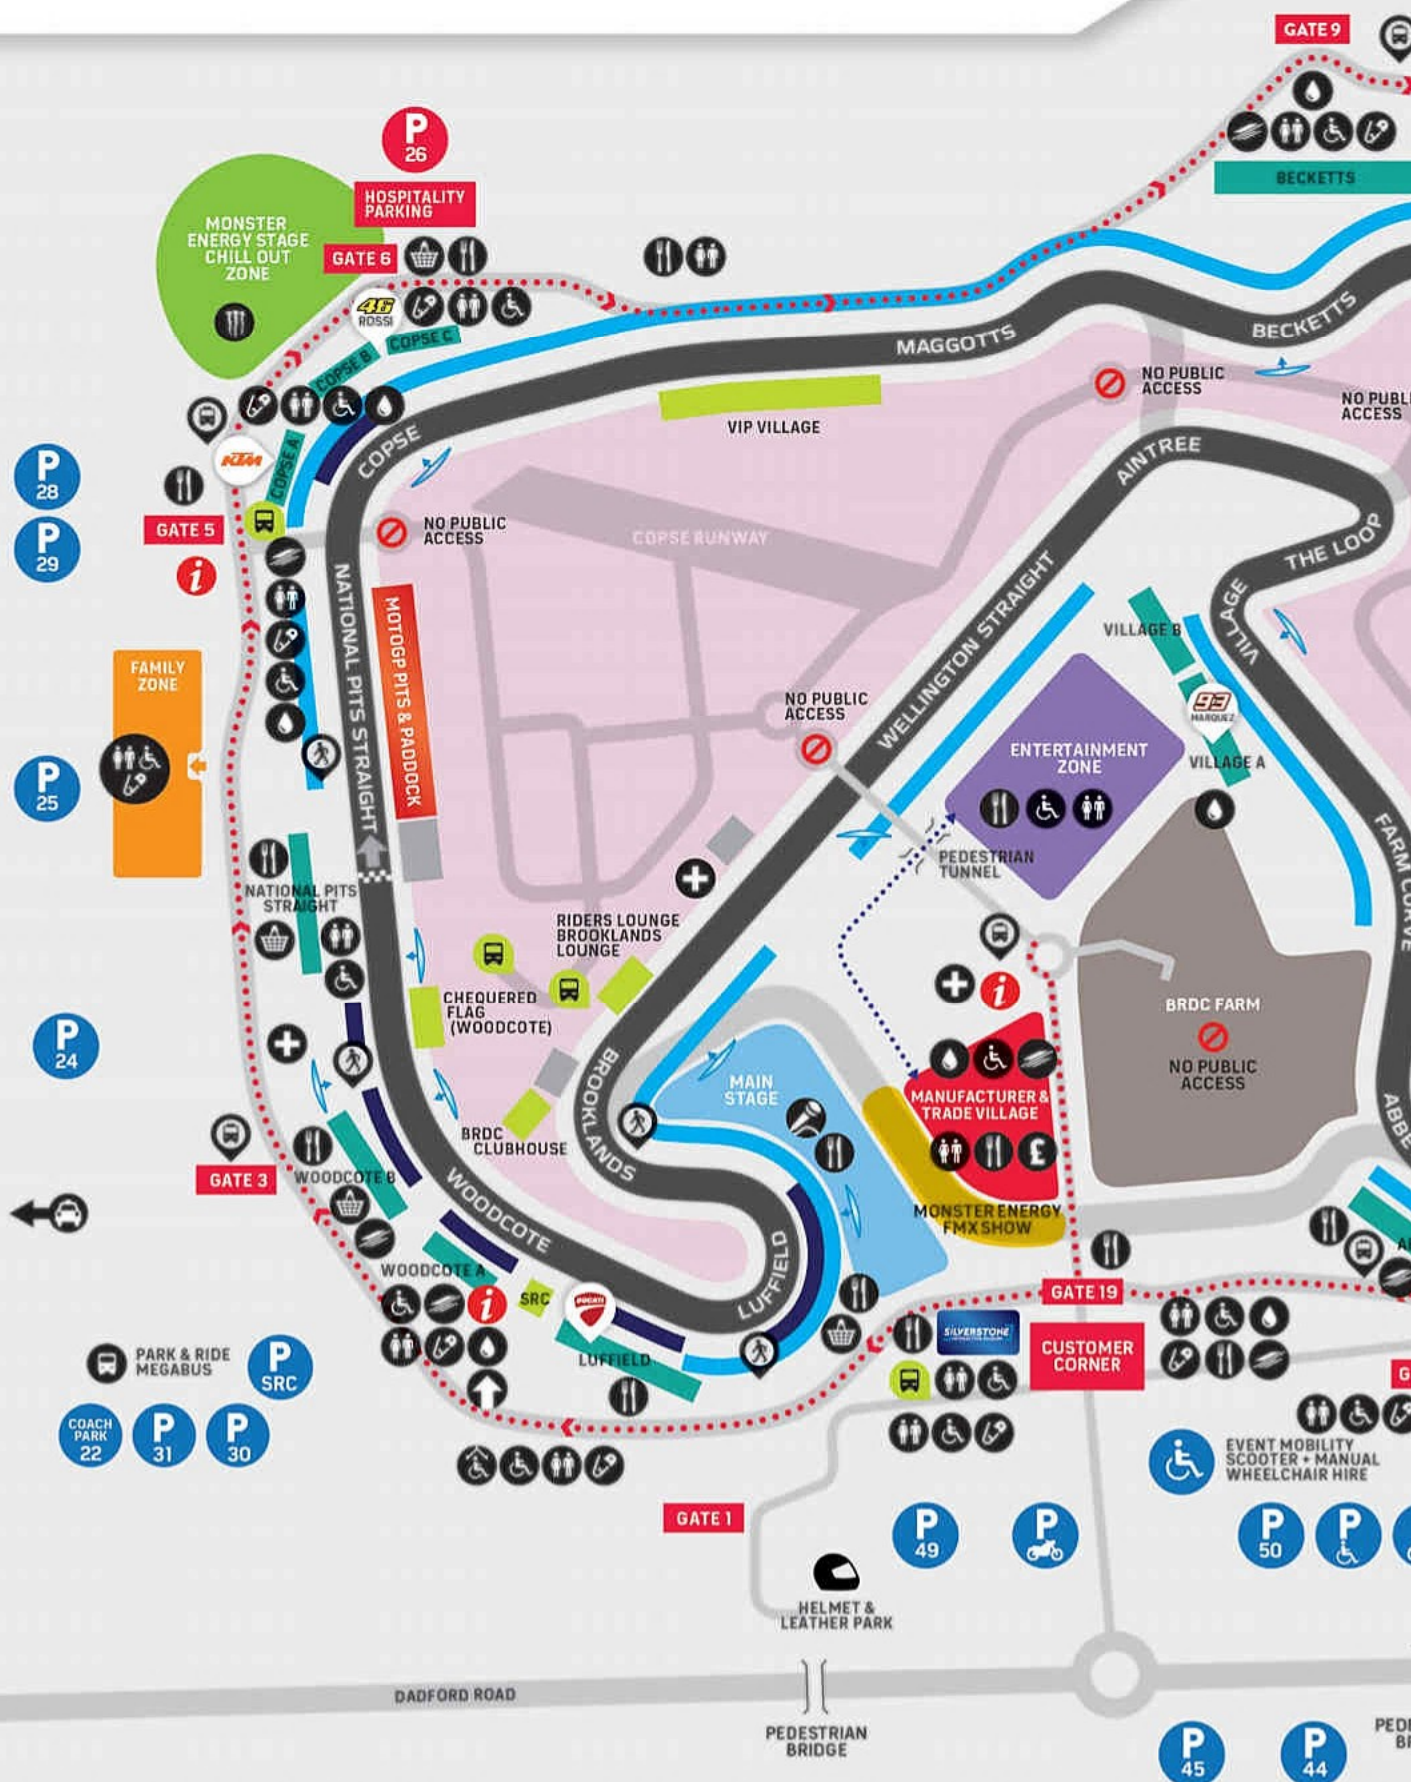 GATE 9
P
26
HOSPITALITY
PARKING
BECKETTS
MONSTER
ENERGY STAGE
CHILL OUT
ZONE
GATE 6
46
ROSSI
COPSE C
COPSE B
MAGGOTTS
BECKETTS
NO PUBLIC
ACCESS
VIP VILLAGE
COPSE
AINTREE
KTM
COPSE A
P
28
GATE 5
NO PUBLIC
ACCESS
COPSE RUNWAY
THE LOOP
P
29
i
NATIONAL PITS STRAIGHT
MOTOGP PITS & PADDOCK
WELLINGTON STRAIGHT
VILLAGE B
VILLAGE
FAMILY
ZONE
NO PUBLIC
ACCESS
93
MARQUEZ
ENTERTAINMENT
ZONE
VILLAGE A
P
25
FARM CURVE
PEDESTRIAN
TUNNEL
NATIONAL PITS
STRAIGHT
RIDERS LOUNGE
BROOKLANDS
LOUNGE
CHEQUERED
FLAG
(WOODCOTE)
i
BRDC FARM
NO PUBLIC
ACCESS
P
24
BROOKLANDS
MAIN
STAGE
MANUFACTURER &
TRADE VILLAGE
£
BRDC
CLUBHOUSE
GATE 3
WOODCOTE B
WOODCOTE
MONSTER ENERGY
FMX SHOW
WOODCOTE A
i
SRC
DUCATI
LUFFIELD
LUFFIELD
GATE 19
SILVERSTONE
CUSTOMER
CORNER
PARK & RIDE
MEGABUS
P
SRC
COACH
PARK
22
P
31
P
30
EVENT MOBILITY
SCOOTER + MANUAL
WHEELCHAIR HIRE
GATE 1
P
49
P
P
50
P
HELMET &
LEATHER PARK
DADFORD ROAD
PEDESTRIAN
BRIDGE
P
45
P
44